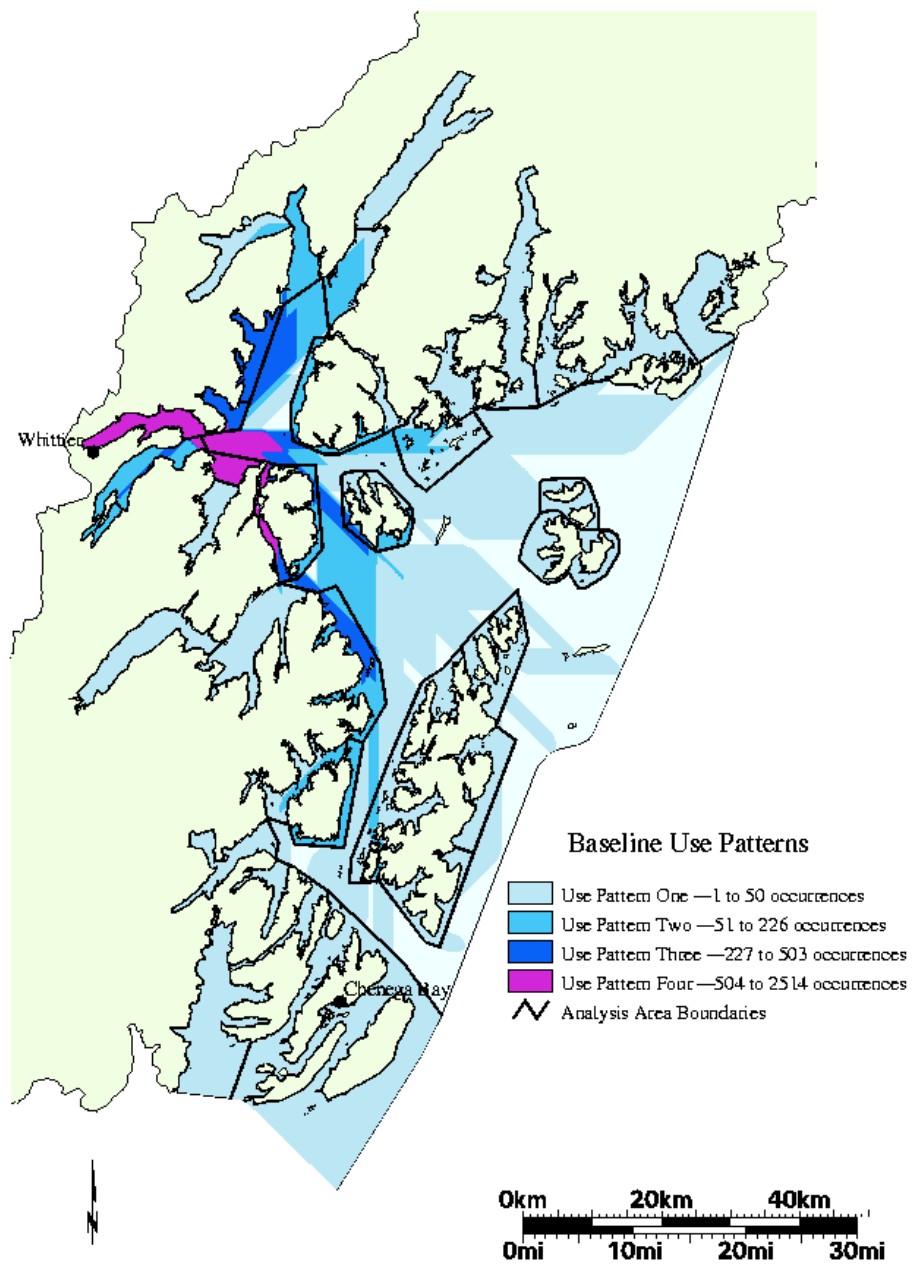 Whittier
Baseline Use Patterns
Use Pattern One —1 to 50 occurrences
Use Pattern Two —51 to 226 occurrences
Use Pattern Three —227 to 503 occurrences
Use Pattern Four —504 to 2514 occurrences
Analysis Area Boundaries
Chenega Bay
N
0km 20km 40km
0mi 10mi 20mi 30mi